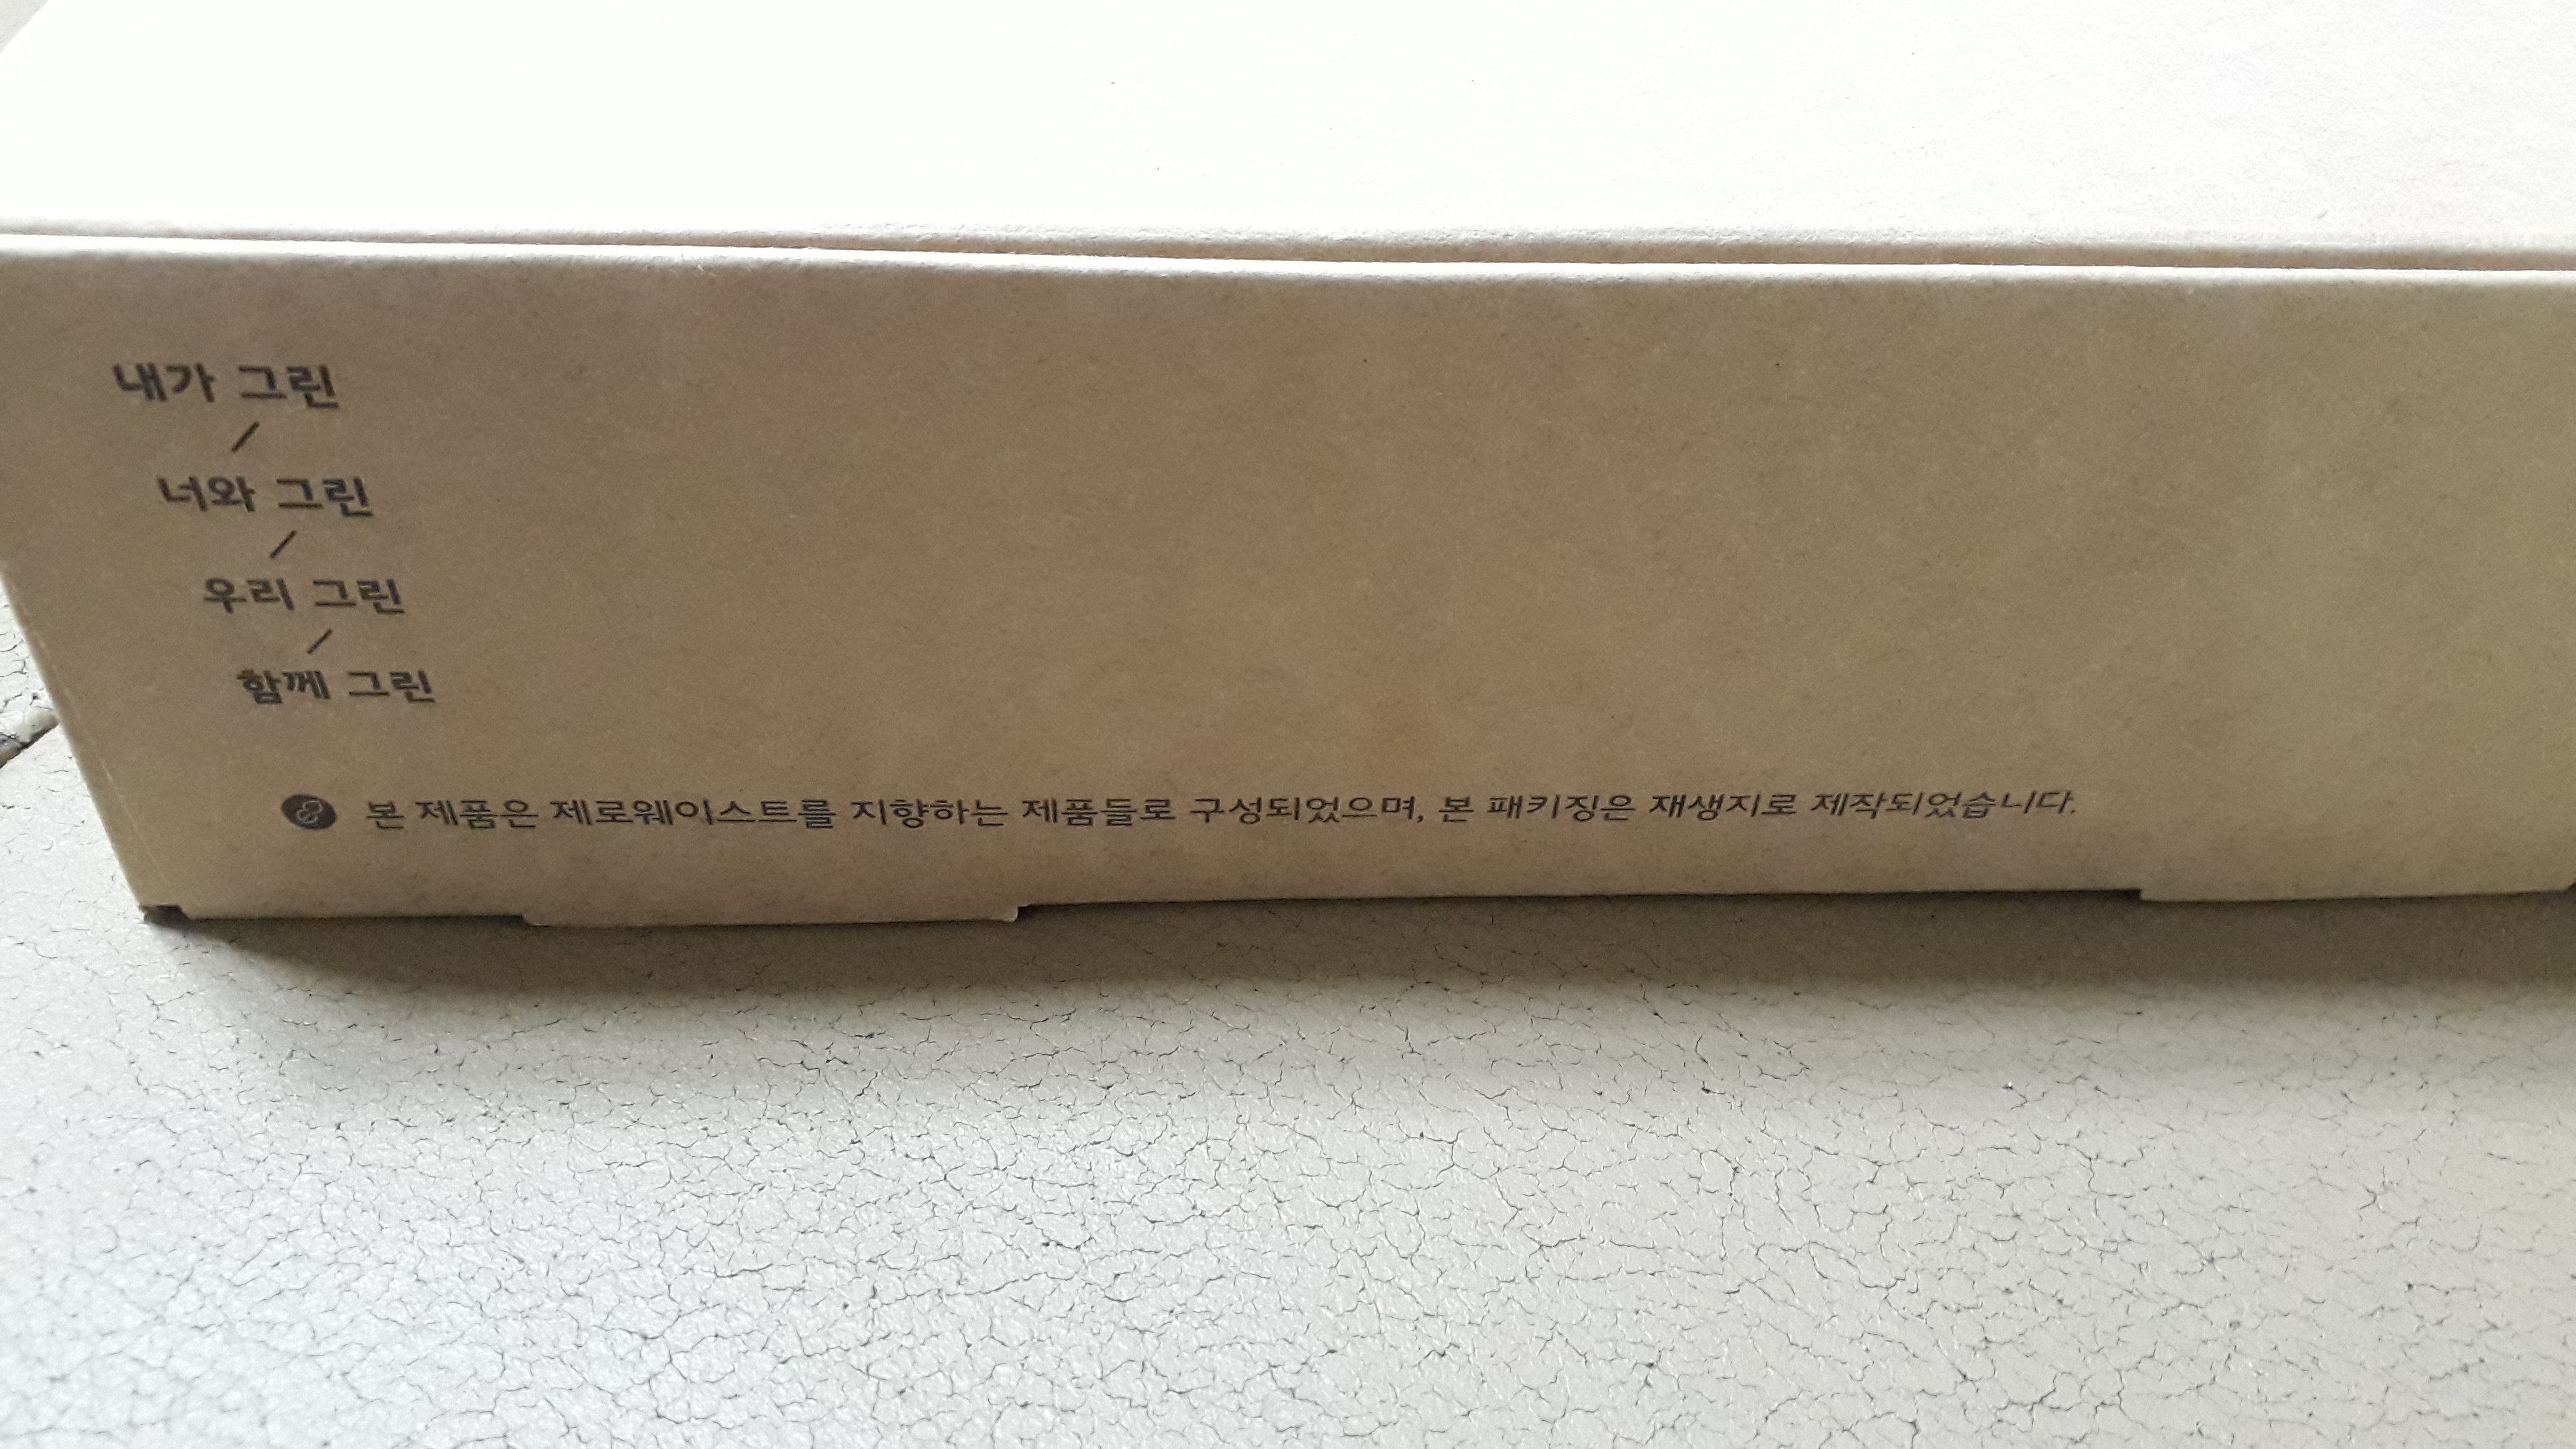 내가 그린
/
너와 그린
/
우리 그린
/
함께 그린
본 제품은 제로웨이스트를 지향하는 제품들로 구성되었으며, 본 패키징은 재생지로 제작되었습니다.